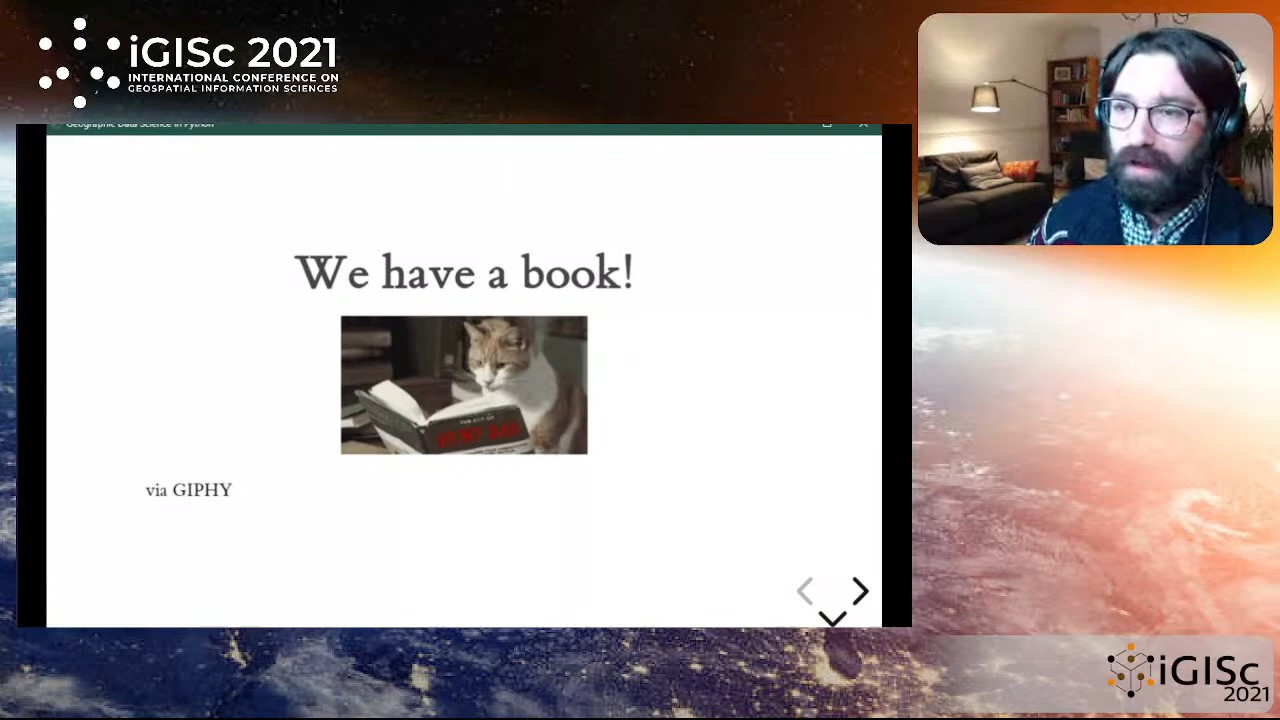 iGISc 2021
INTERNATIONAL CONFERENCE ON
GEOSPATIAL INFORMATION SCIENCES
Geographic Data Science in Python
We have a book!
via GIPHY
iGISc
2021